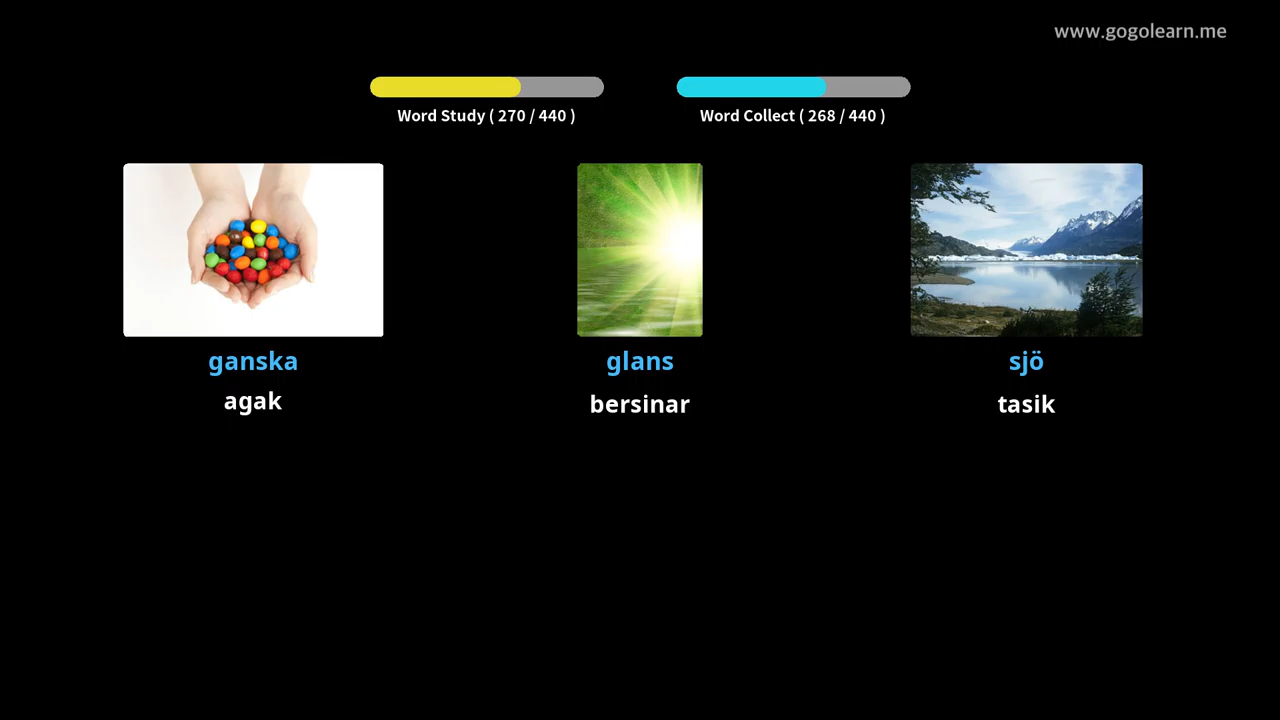 www.gogolearn.me
Word Study ( 270 / 440 )
Word Collect ( 268 / 440 )
ganska
glans
sjö
agak
bersinar
tasik